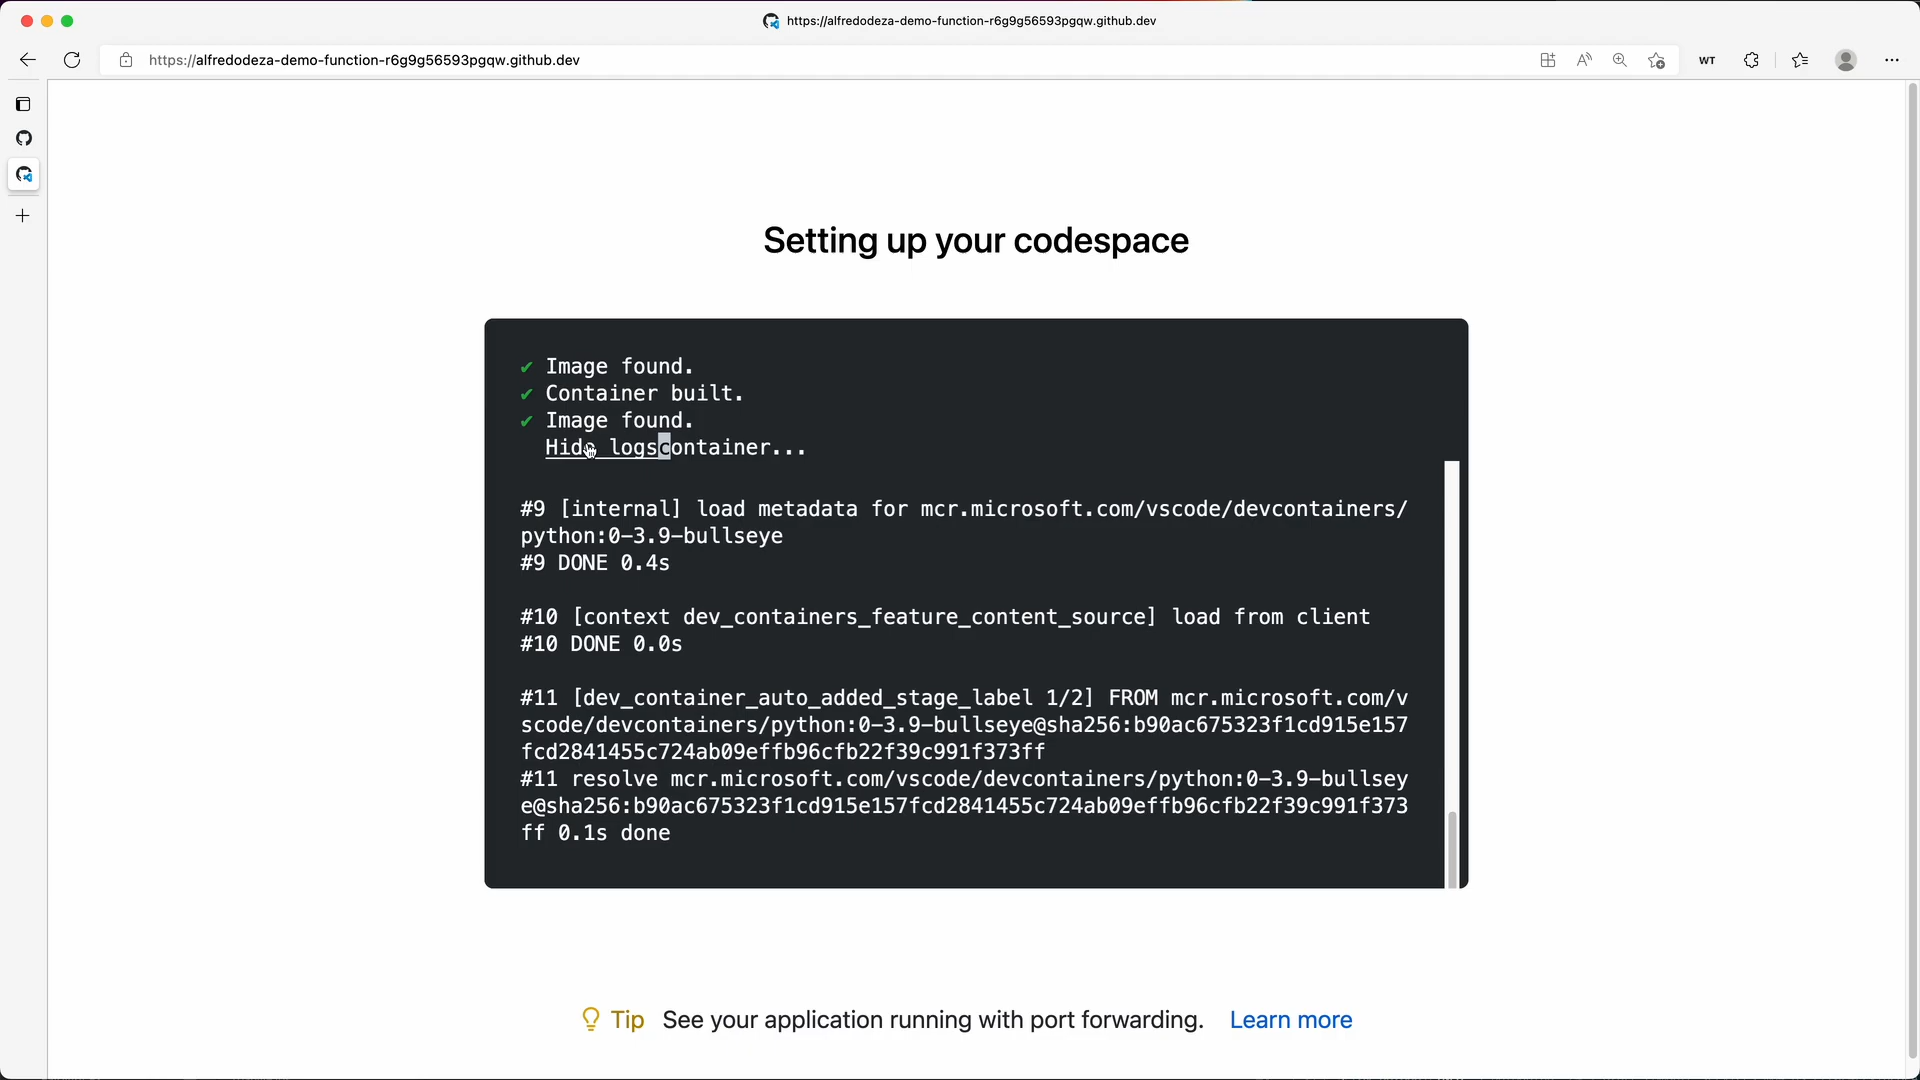 https://alfredodeza-demo-function-r6g9g56593pgqw.github.dev
https://alfredodeza-demo-function-r6g9g56593pgqw.github.dev
WT
Setting up your codespace
✔ Image found.
✔ Container built.
✔ Image found.
Hide logscontainer...
#9 [internal] load metadata for mcr.microsoft.com/vscode/devcontainers/
python:0-3.9-bullseye
#9 DONE 0.4s
#10 [context dev_containers_feature_content_source] load from client
#10 DONE 0.0s
#11 [dev_container_auto_added_stage_label 1/2] FROM mcr.microsoft.com/v
scode/devcontainers/python:0-3.9-bullseye@sha256:b90ac675323f1cd915e157
fcd2841455c724ab09effb96cfb22f39c991f373ff
#11 resolve mcr.microsoft.com/vscode/devcontainers/python:0-3.9-bullsey
e@sha256:b90ac675323f1cd915e157fcd2841455c724ab09effb96cfb22f39c991f373
ff 0.1s done
Tip See your application running with port forwarding. Learn more